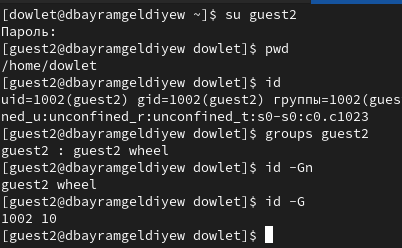 [dowlet@dbayramgeldiyew ~]$ su guest2
Пароль:
[guest2@dbayramgeldiyew dowlet]$ pwd
/home/dowlet
[guest2@dbayramgeldiyew dowlet]$ id
uid=1002(guest2) gid=1002(guest2) группы=1002(gues
ned_u:unconfined_r:unconfined_t:s0-s0:c0.c1023
[guest2@dbayramgeldiyew dowlet]$ groups guest2
guest2 : guest2 wheel
[guest2@dbayramgeldiyew dowlet]$ id -Gn
guest2 wheel
[guest2@dbayramgeldiyew dowlet]$ id -G
1002 10
[guest2@dbayramgeldiyew dowlet]$